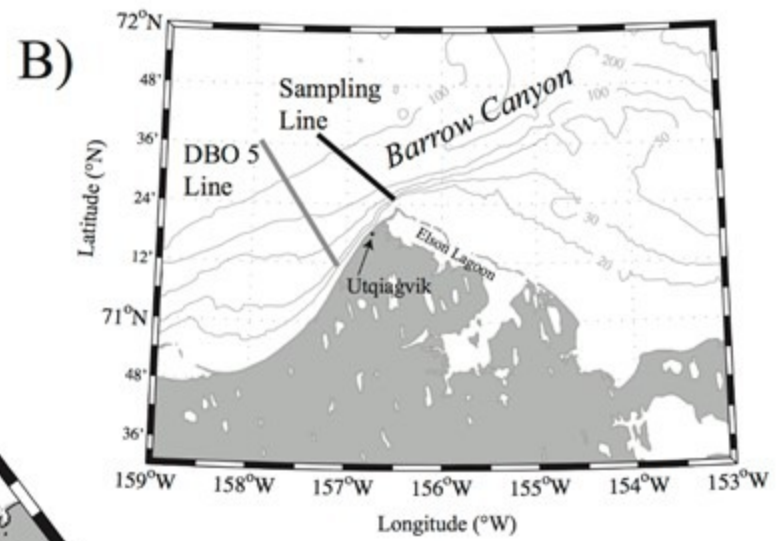 B)
72°N
48'
36'
24'
12'
71°N
48'
36'
Latitude (°N)
Sampling
Line
DBO 5
Line
Barrow Canyon
100
200
100
50
30
20
Elson Lagoon
Utqiaġvik
159°W
158°W
157°W
156°W
155°W
154°W
153°W
Longitude (°W)